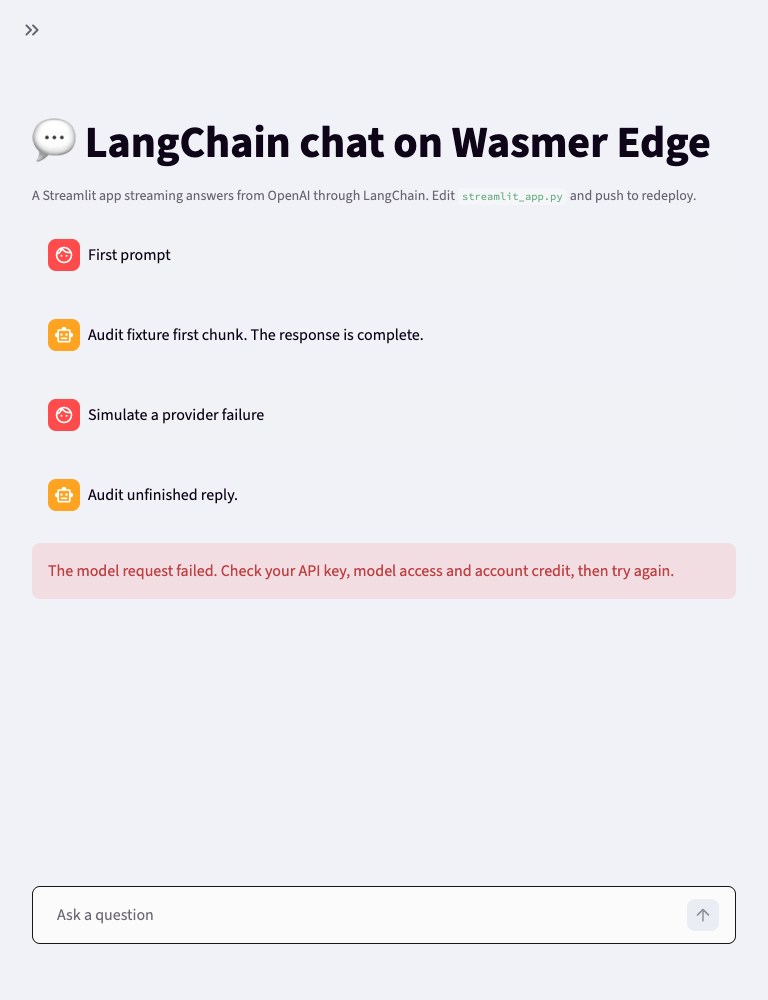 LangChain chat on Wasmer Edge
A Streamlit app streaming answers from OpenAI through LangChain. Edit streamlit_app.py and push to redeploy.
First prompt
Audit fixture first chunk. The response is complete.
Simulate a provider failure
Audit unfinished reply.
The model request failed. Check your API key, model access and account credit, then try again.
Ask a question